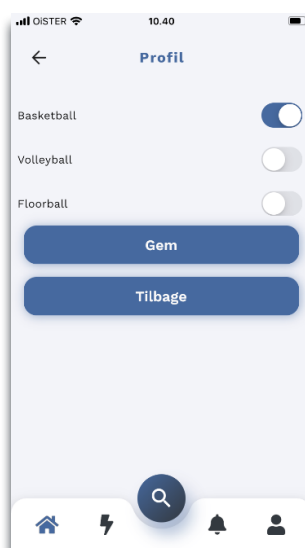 OiSTER 10.40
Profil
Basketball
Volleyball
Floorball
Gem
Tilbage